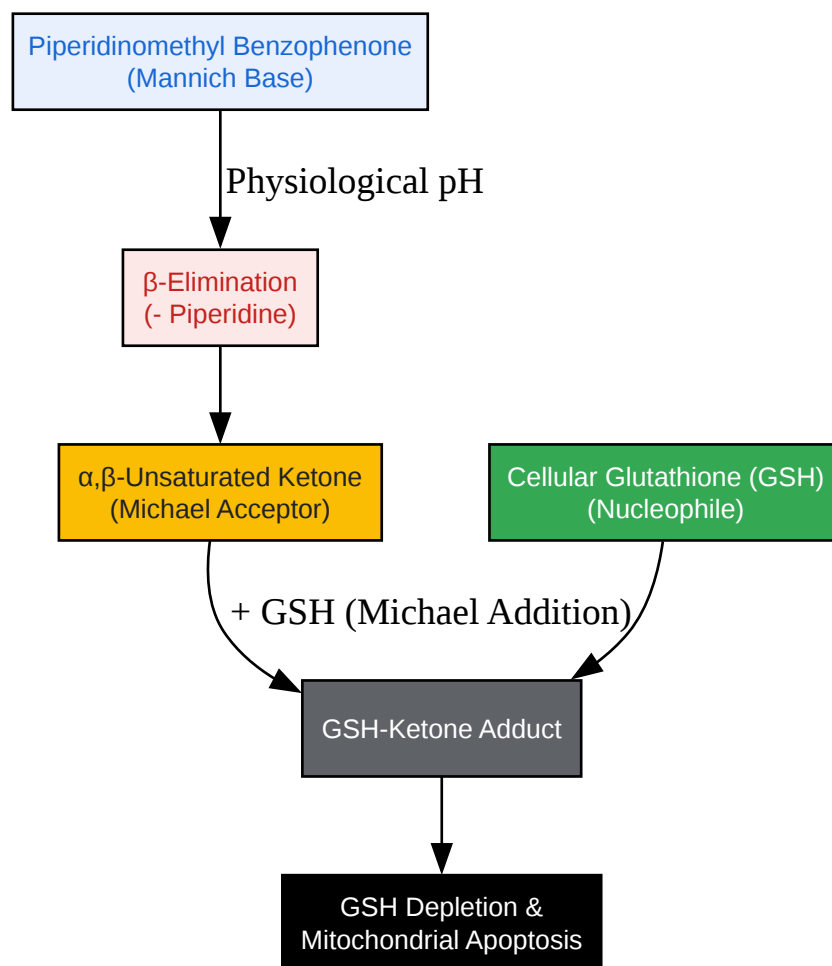 Piperidinomethyl Benzophenone
(Mannich Base)
Physiological pH
β-Elimination
(- Piperidine)
α,β-Unsaturated Ketone
(Michael Acceptor)
Cellular Glutathione (GSH)
(Nucleophile)
+ GSH (Michael Addition)
GSH-Ketone Adduct
GSH Depletion &
Mitochondrial Apoptosis